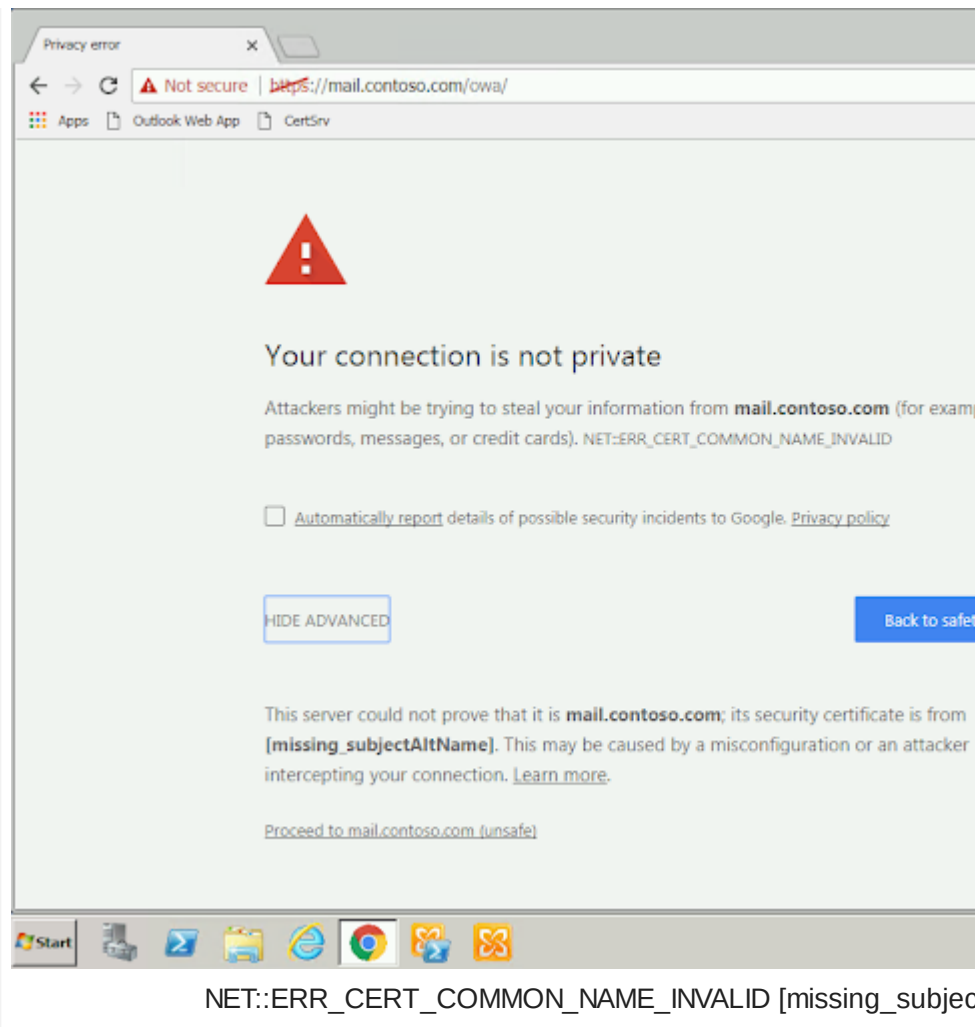 Privacy error
Not secure | https://mail.contoso.com/owa/
Apps Outlook Web App CertSrv
Your connection is not private
Attackers might be trying to steal your information from mail.contoso.com (for examp
passwords, messages, or credit cards). NET::ERR_CERT_COMMON_NAME_INVALID
Automatically report details of possible security incidents to Google. Privacy policy
HIDE ADVANCED
Back to safet
This server could not prove that it is mail.contoso.com; its security certificate is from
[missing_subjectAltName]. This may be caused by a misconfiguration or an attacker
intercepting your connection. Learn more.
Proceed to mail.contoso.com (unsafe)
Start
NET::ERR_CERT_COMMON_NAME_INVALID [missing_subjec